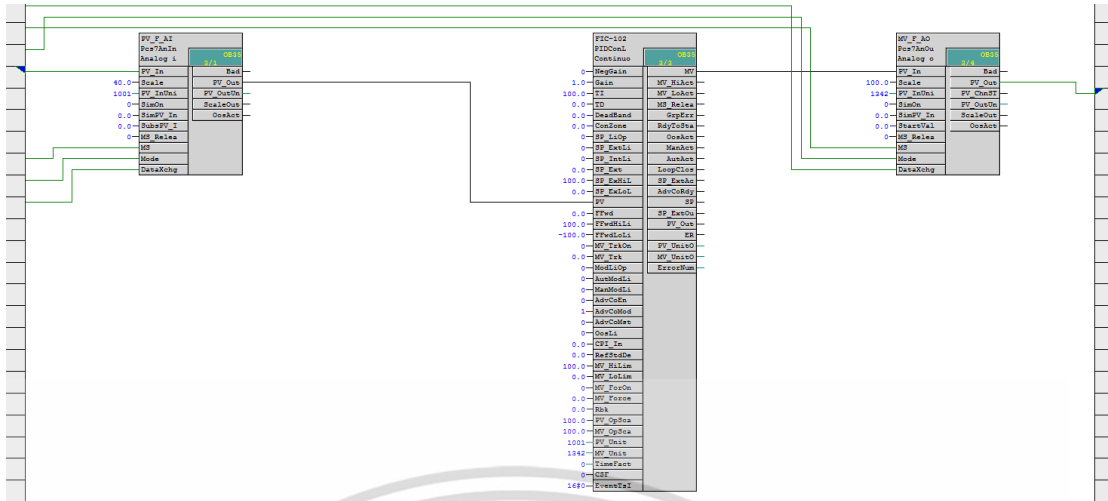 PV_F_AI
Pcs7AnIn
Analog i
OB35
2/1
PV_In
40.0 Scale
1001 PV_InUni
0 SimOn
0.0 SimPV_In
0.0 SubsPV_I
0 MS_Relea
MS
Mode
DataXchg
Bad
PV_Out
PV_OutUn
ScaleOut
OosAct
FIC-102
PIDConL
Continuo
OB35
2/3
0 NegGain
1.0 Gain
100.0 TI
0.0 TD
0.0 DeadBand
0.0 ConZone
0 SP_LiOp
0 SP_ExtLi
0 SP_IntLi
0.0 SP_Ext
100.0 SP_ExHiL
0.0 SP_ExLoL
PV
0.0 FFwd
100.0 FFwdHiLi
-100.0 FFwdLoLi
0 MV_TrkOn
0.0 MV_Trk
0 ModLiOp
0 AutModLi
0 ManModLi
0 AdvCoEn
1 AdvCoMod
0 AdvCoMst
0 OosLi
0.0 CPI_In
0.0 RefStdDe
100.0 MV_HiLim
0.0 MV_LoLim
0 MV_ForOn
0.0 MV_Force
0.0 Rbk
100.0 PV_OpSca
100.0 MV_OpSca
1001 PV_Unit
1342 MV_Unit
0 TimeFact
0 CSF
16#0 EventTsI
MV
MV_HiAct
MV_LoAct
MS_Relea
GrpErr
RdyToSta
OosAct
ManAct
AutAct
LoopClos
SP_ExtAc
AdvCoRdy
SP
SP_ExtOu
PV_Out
ER
PV_UnitO
MV_UnitO
ErrorNum
MV_F_AO
Pcs7AnOu
Analog o
OB35
2/4
PV_In
100.0 Scale
1342 PV_InUni
0 SimOn
0.0 SimPV_In
0.0 StartVal
0 MS_Relea
MS
Mode
DataXchg
Bad
PV_Out
PV_ChnST
PV_OutUn
ScaleOut
OosAct